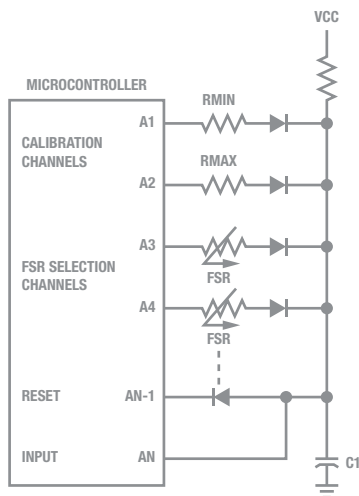 VCC
MICROCONTROLLER
RMIN
A1
CALIBRATION
CHANNELS
RMAX
A2
A3
FSR SELECTION
CHANNELS
FSR
A4
FSR
RESET
AN-1
INPUT
AN
C1